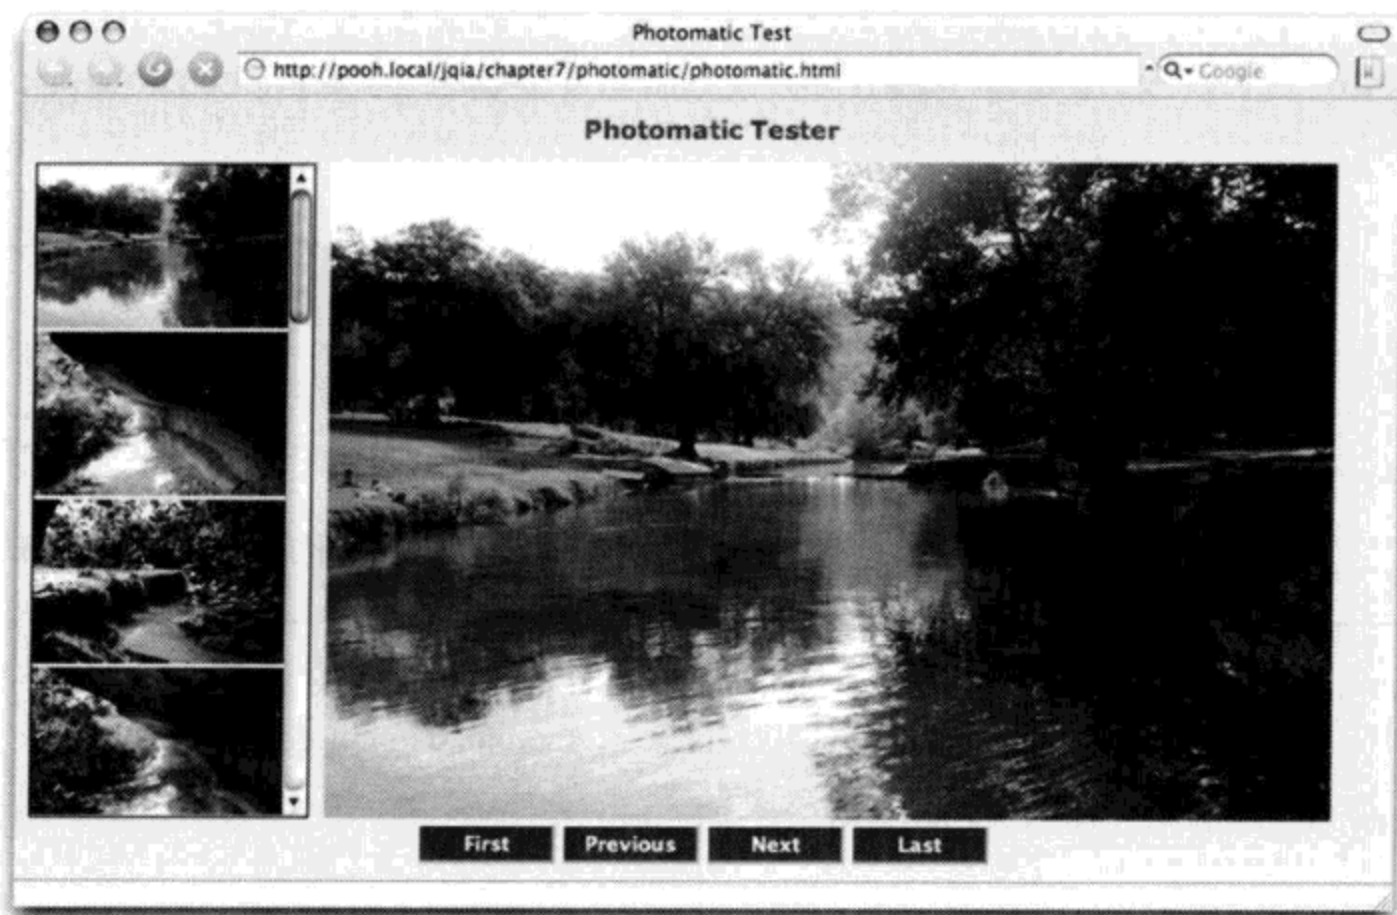 Photomatic Test
http://pooh.local/jqia/chapter7/photomatic/photomatic.html
Google
Photomatic Tester
First
Previous
Next
Last